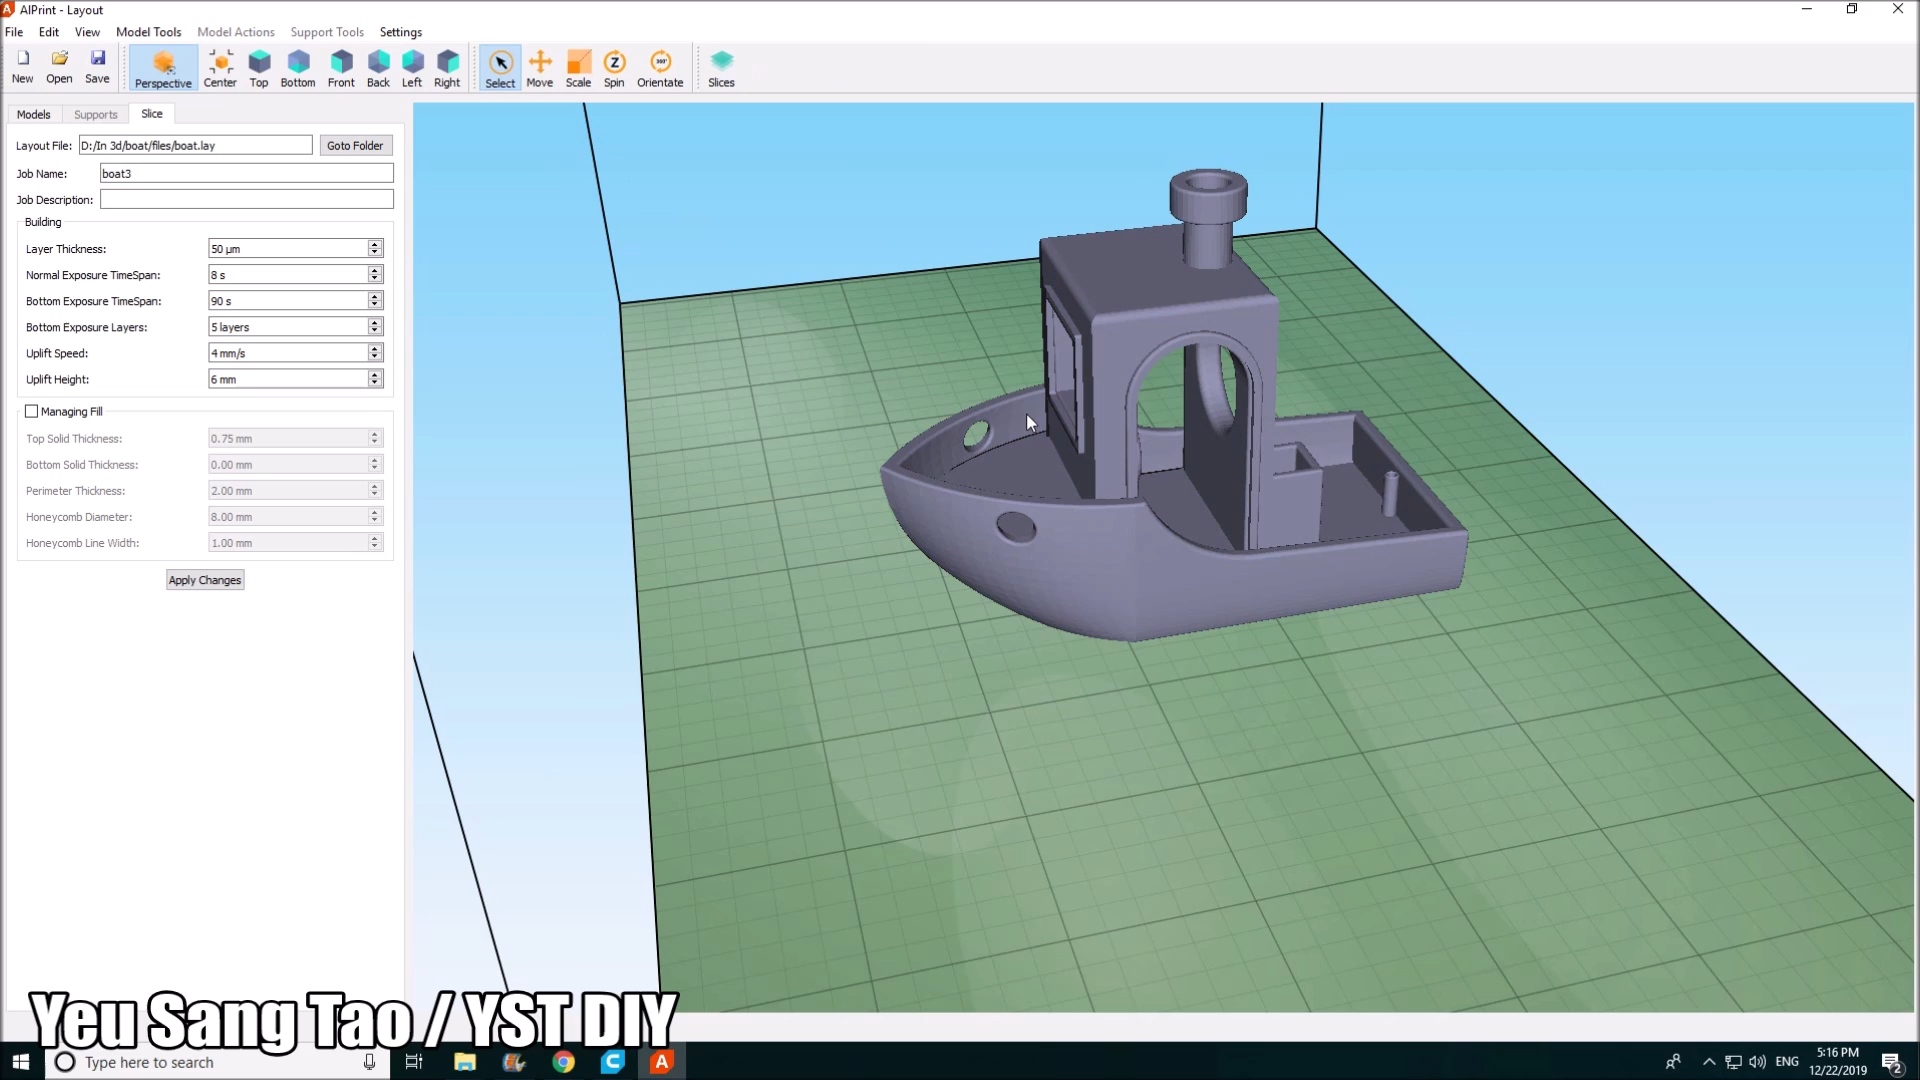 AIPrint - Layout
File Edit View Model Tools Model Actions Support Tools Settings
New Open Save Perspective Center Top Bottom Front Back Left Right Select Move Scale Spin Orientate Slices
Z
360°
Models Supports Slice
Layout File: D:/In 3d/boat/files/boat.lay Goto Folder
Job Name: boat3
Job Description:
Building
Layer Thickness: 50 µm
Normal Exposure TimeSpan: 8 s
Bottom Exposure TimeSpan: 90 s
Bottom Exposure Layers: 5 layers
Uplift Speed: 4 mm/s
Uplift Height: 6 mm
Managing Fill
Top Solid Thickness: 0.75 mm
Bottom Solid Thickness: 0.00 mm
Perimeter Thickness: 2.00 mm
Honeycomb Diameter: 8.00 mm
Honeycomb Line Width: 1.00 mm
Apply Changes
Yeu Sang Tao / YST DIY
Type here to search
ENG
5:16 PM
12/22/2019
2